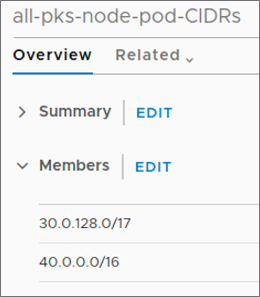 all-pks-node-pod-CIDRs
Overview Related
Summary EDIT
Members EDIT
30.0.128.0/17
40.0.0.0/16